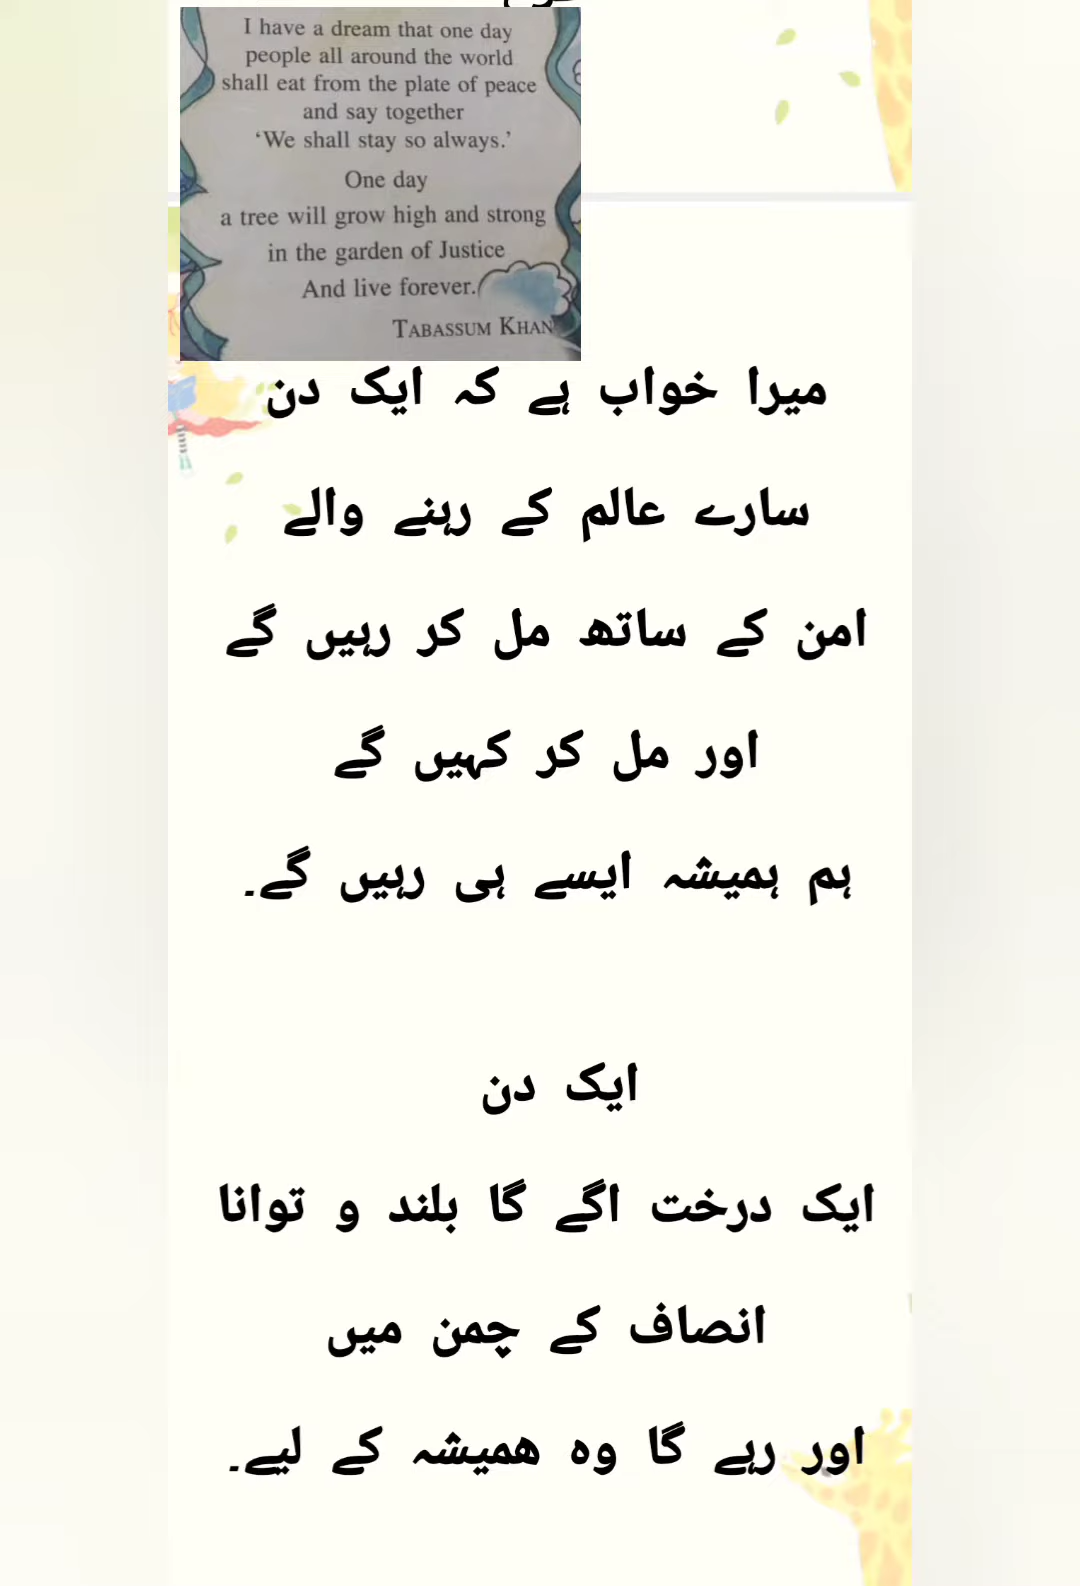 I have a dream that one day
people all around the world
shall eat from the plate of peace
and say together
‘We shall stay so always.’
One day
a tree will grow high and strong
in the garden of Justice
And live forever.
TABASSUM KHAN
میرا خواب ہے کہ ایک دن
سارے عالم کے رہنے والے
امن کے ساتھ مل کر رہیں گے
اور مل کر کہیں گے
ہم ہمیشہ ایسے ہی رہیں گے۔
ایک دن
ایک درخت اگے گا بلند و توانا
انصاف کے چمن میں
اور رہے گا وہ ھمیشہ کے لیے۔